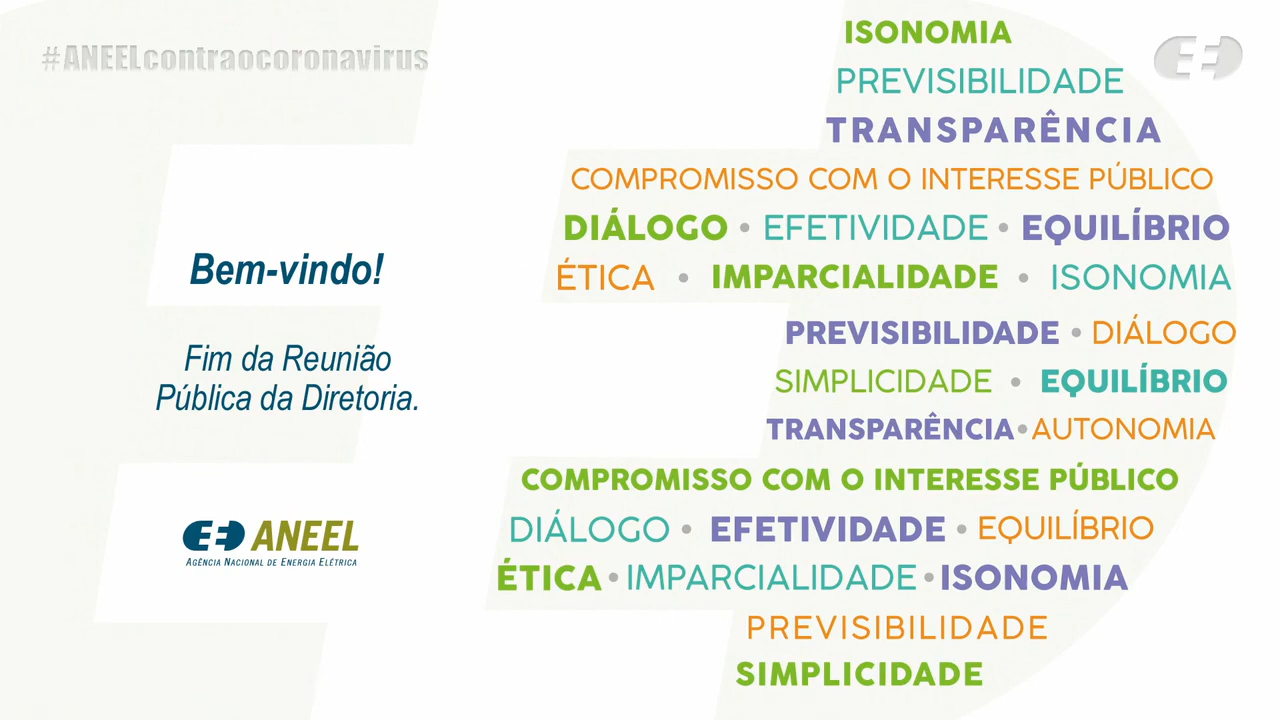 #ANEELcontraocoronavirus
Bem-vindo!
Fim da Reunião
Pública da Diretoria.
ANEEL
AGÊNCIA NACIONAL DE ENERGIA ELÉTRICA
ISONOMIA
PREVISIBILIDADE
TRANSPARÊNCIA
COMPROMISSO COM O INTERESSE PÚBLICO
DIÁLOGO • EFETIVIDADE • EQUILÍBRIO
ÉTICA • IMPARCIALIDADE • ISONOMIA
PREVISIBILIDADE • DIÁLOGO
SIMPLICIDADE • EQUILÍBRIO
TRANSPARÊNCIA • AUTONOMIA
COMPROMISSO COM O INTERESSE PÚBLICO
DIÁLOGO • EFETIVIDADE • EQUILÍBRIO
ÉTICA • IMPARCIALIDADE • ISONOMIA
PREVISIBILIDADE
SIMPLICIDADE